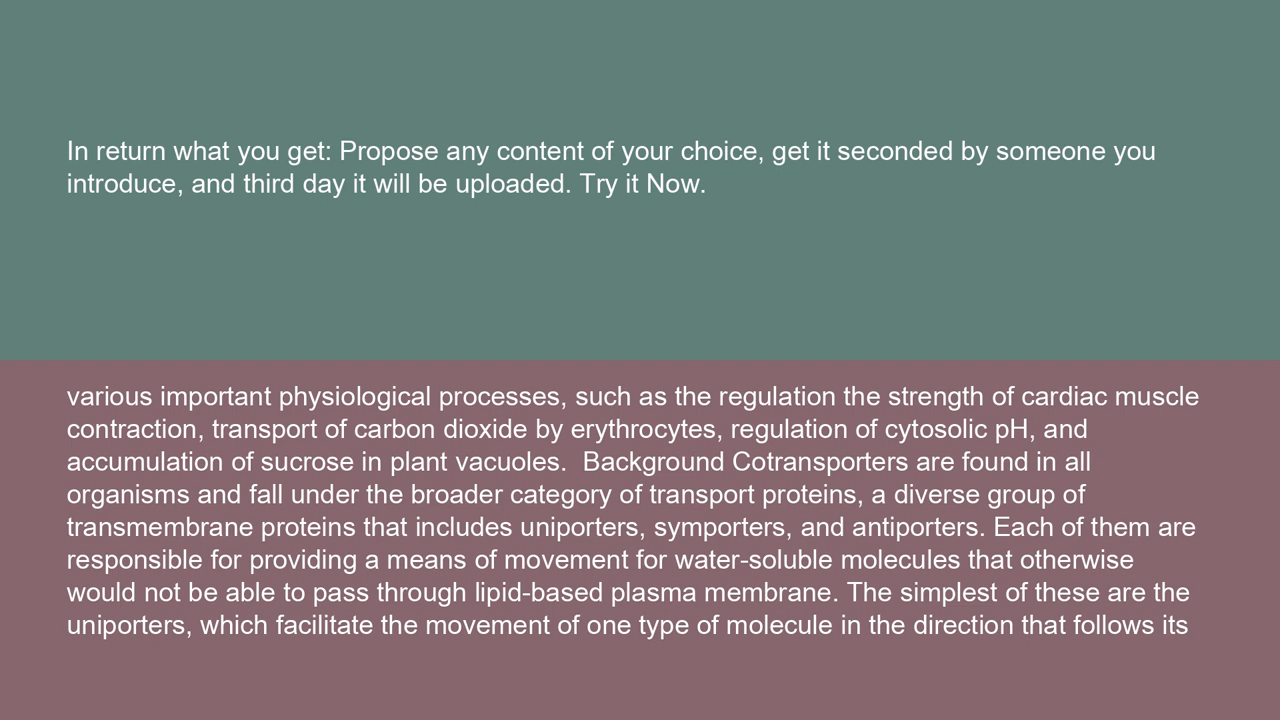 In return what you get: Propose any content of your choice, get it seconded by someone you
introduce, and third day it will be uploaded. Try it Now.
various important physiological processes, such as the regulation the strength of cardiac muscle
contraction, transport of carbon dioxide by erythrocytes, regulation of cytosolic pH, and
accumulation of sucrose in plant vacuoles.  Background Cotransporters are found in all
organisms and fall under the broader category of transport proteins, a diverse group of
transmembrane proteins that includes uniporters, symporters, and antiporters. Each of them are
responsible for providing a means of movement for water-soluble molecules that otherwise
would not be able to pass through lipid-based plasma membrane. The simplest of these are the
uniporters, which facilitate the movement of one type of molecule in the direction that follows its